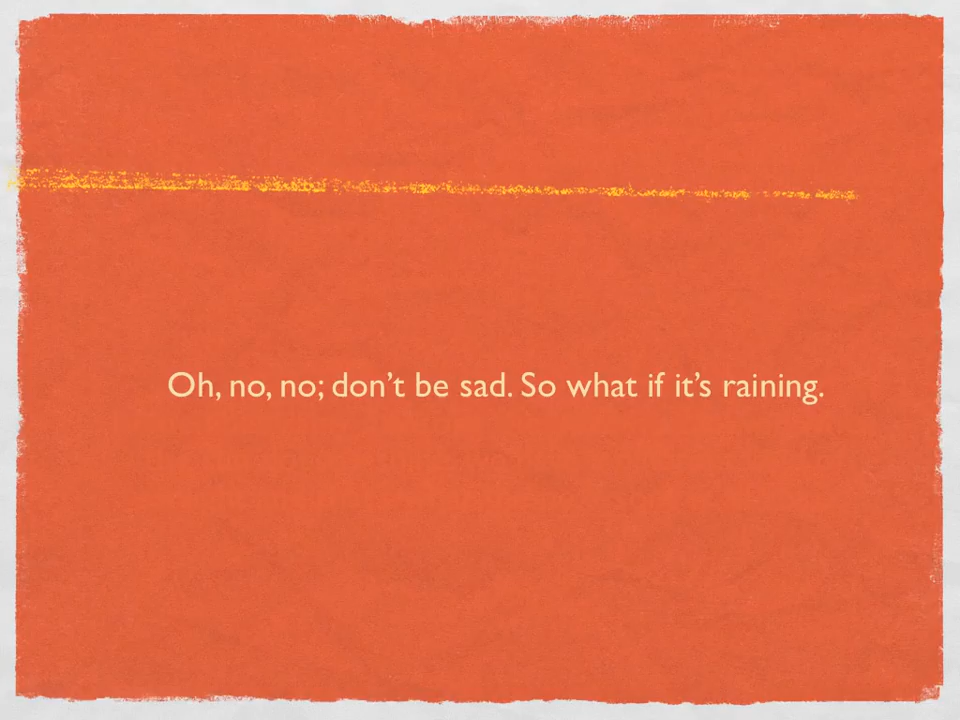 Oh, no, no; don’t be sad. So what if it’s raining.